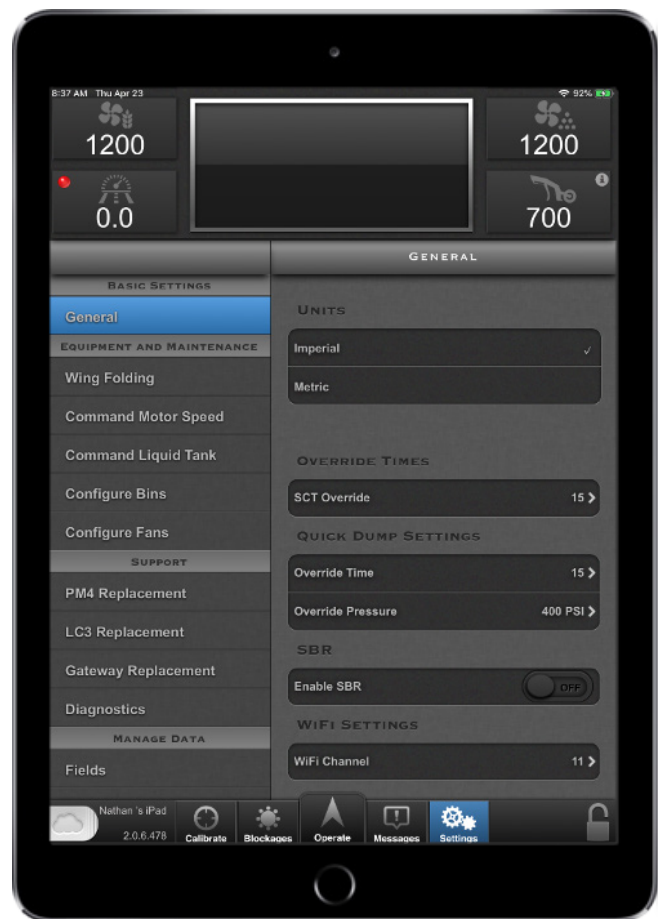 8:37 AM Thu Apr 23
92%
1200
1200
0.0
700
GENERAL
BASIC SETTINGS
General
EQUIPMENT AND MAINTENANCE
Wing Folding
Command Motor Speed
Command Liquid Tank
Configure Bins
Configure Fans
SUPPORT
PM4 Replacement
LC3 Replacement
Gateway Replacement
Diagnostics
MANAGE DATA
Fields
UNITS
Imperial ✓
Metric
OVERRIDE TIMES
SCT Override 15 >
QUICK DUMP SETTINGS
Override Time 15 >
Override Pressure 400 PSI >
SBR
Enable SBR OFF
WIFI SETTINGS
WiFi Channel 11 >
Nathan 's iPad
2.0.6.478
Calibrate
Blockages
Operate
Messages
Settings